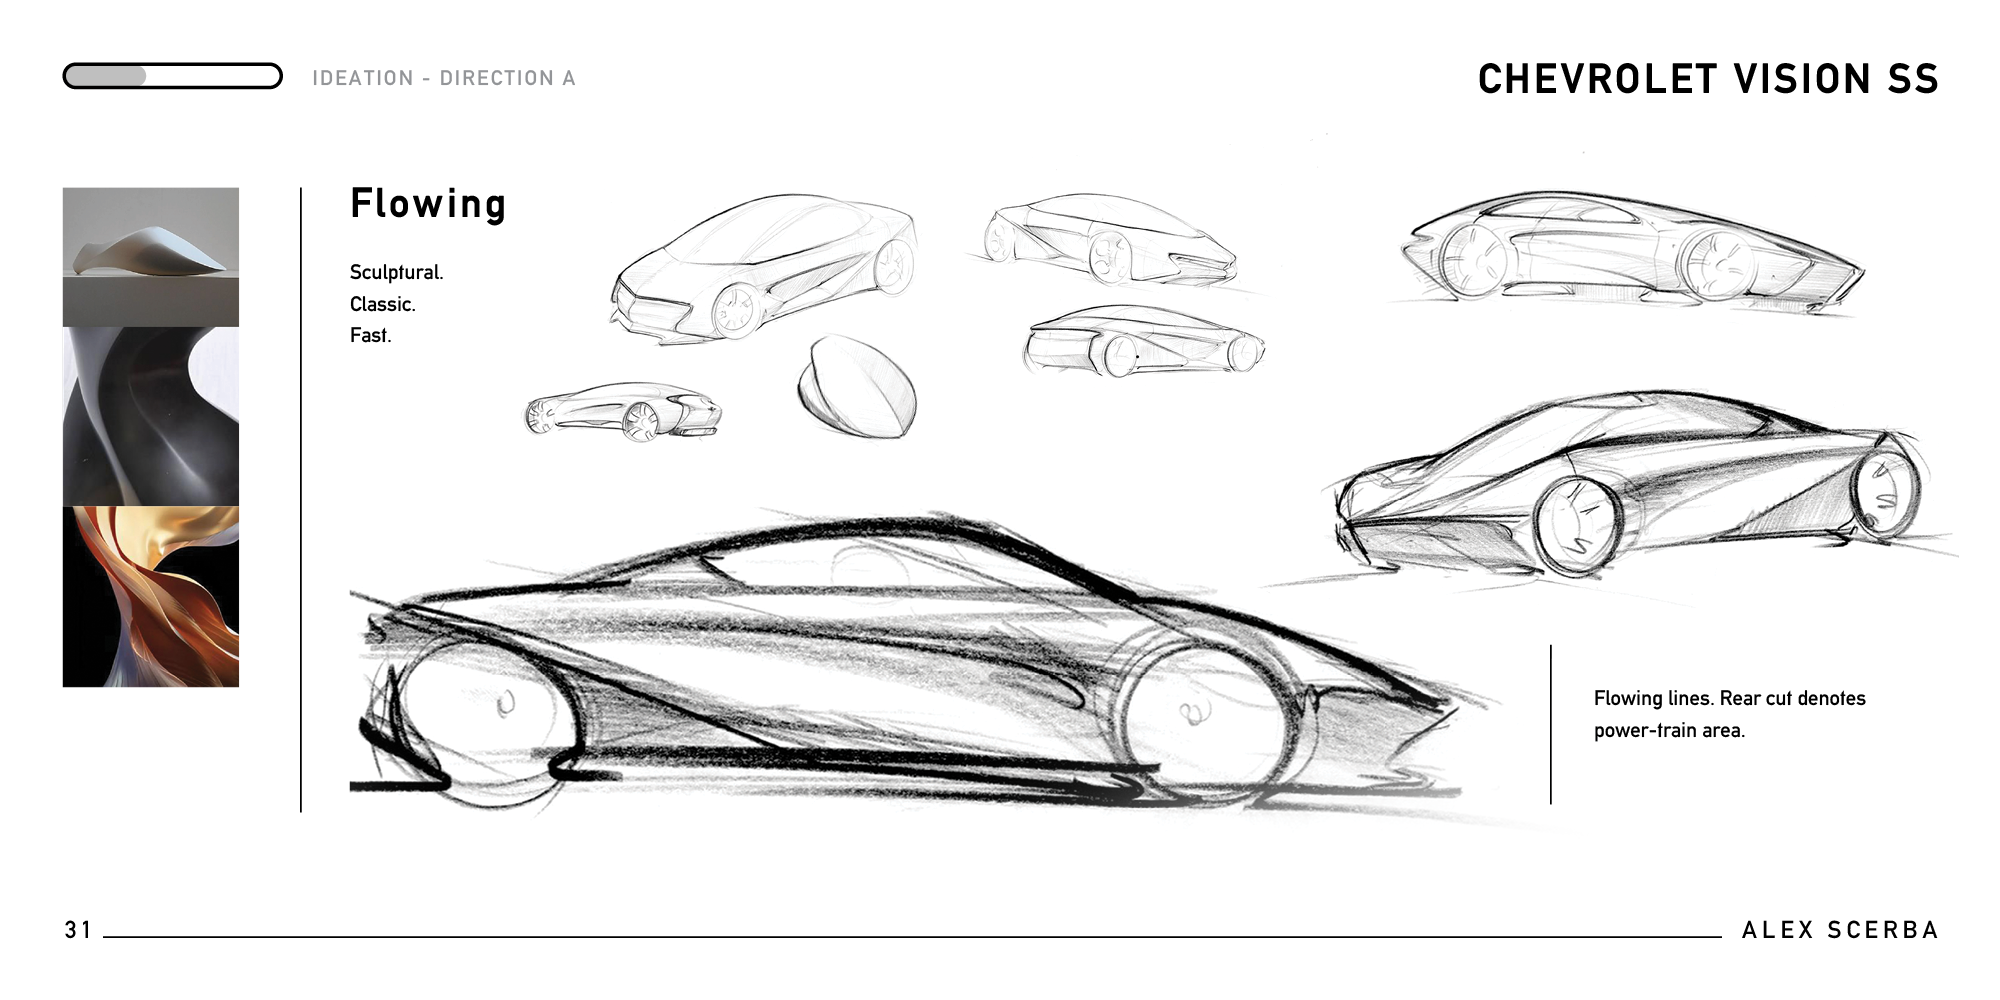 IDEATION - DIRECTION A
CHEVROLET VISION SS
Flowing
Sculptural.
Classic.
Fast.
Flowing lines. Rear cut denotes
power-train area.
31
ALEX SCERBA